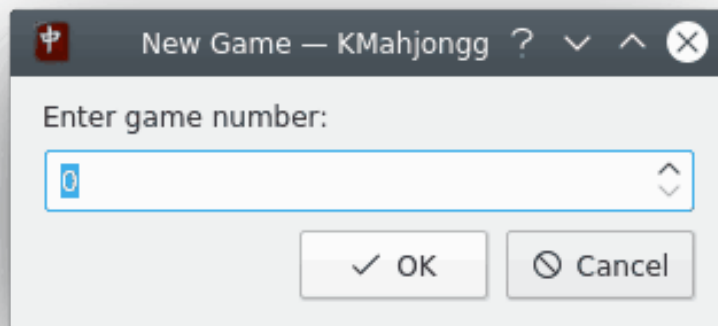 中
New Game — KMahjongg
Enter game number:
0
OK
Cancel